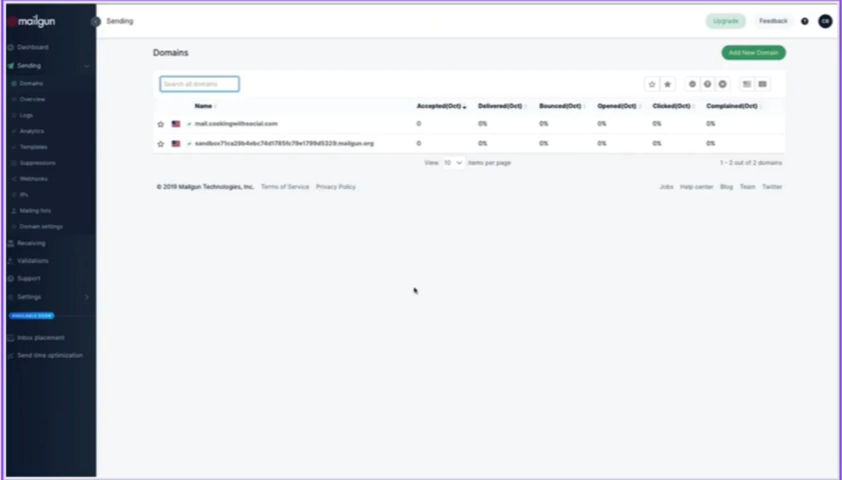 mailgun
Sending
Upgrade
Feedback
Dashboard
Sending
Domains
Overview
Logs
Analytics
Templates
Suppressions
Webhooks
IPs
Mailing lists
Domain settings
Receiving
Validations
Support
Settings
Inbox placement
Send time optimization
Domains
Add New Domain
Search all domains
Name Accepted(Oct) Delivered(Oct) Bounced(Oct) Opened(Oct) Clicked(Oct) Complained(Oct)
mail.cookingwithsocial.com 0 0% 0% 0% 0% 0%
0 0% 0% 0% 0% 0%
View 10 items per page
1 - 2 out of 2 domains
© 2019 Mailgun Technologies, Inc. Terms of Service Privacy Policy
Jobs Help center Blog Team Twitter